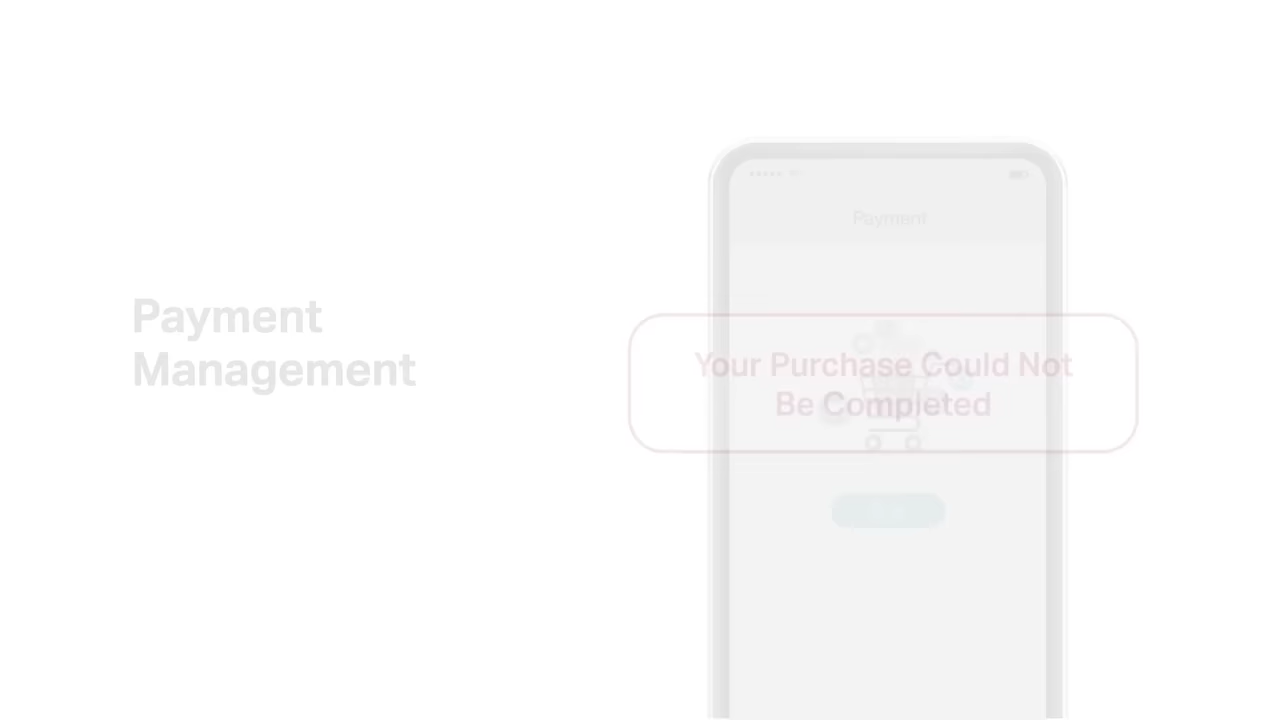 Payment
Management
Payment
Your Purchase Could Not
Be Completed